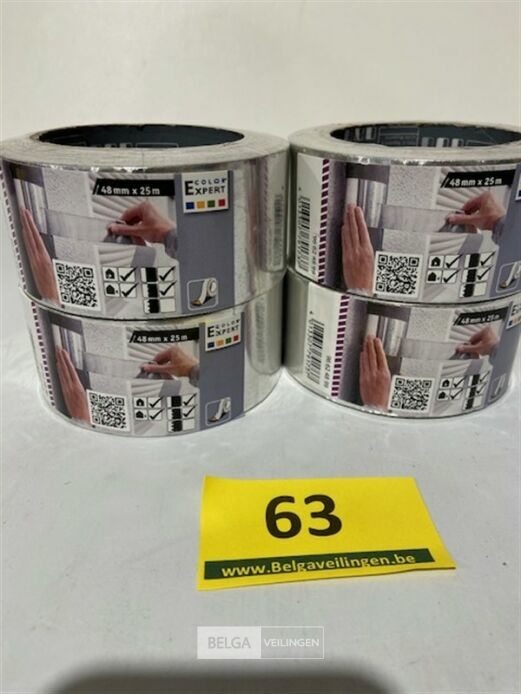 48 mm x 25 m
COLOR
EXPERT
48 mm x 25 m
48 mm x 25 m
COLOR
EXPERT
48 mm x 25 m
63
www.Belgaveilingen.be
BELGA VEILINGEN